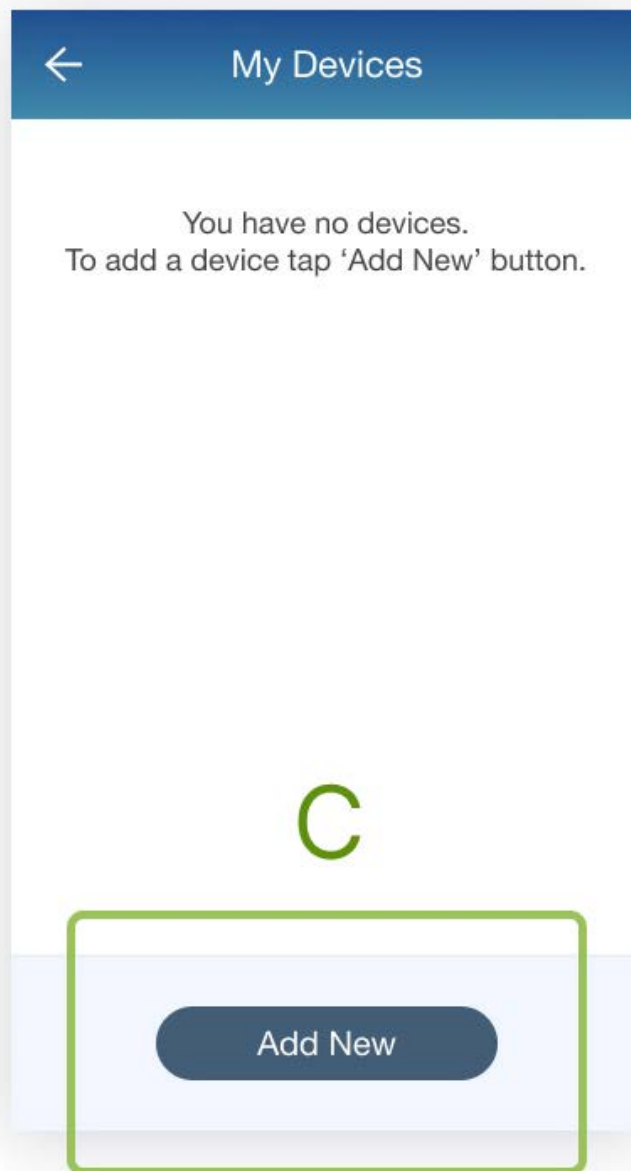 My Devices
You have no devices.
To add a device tap ‘Add New’ button.
C
Add New